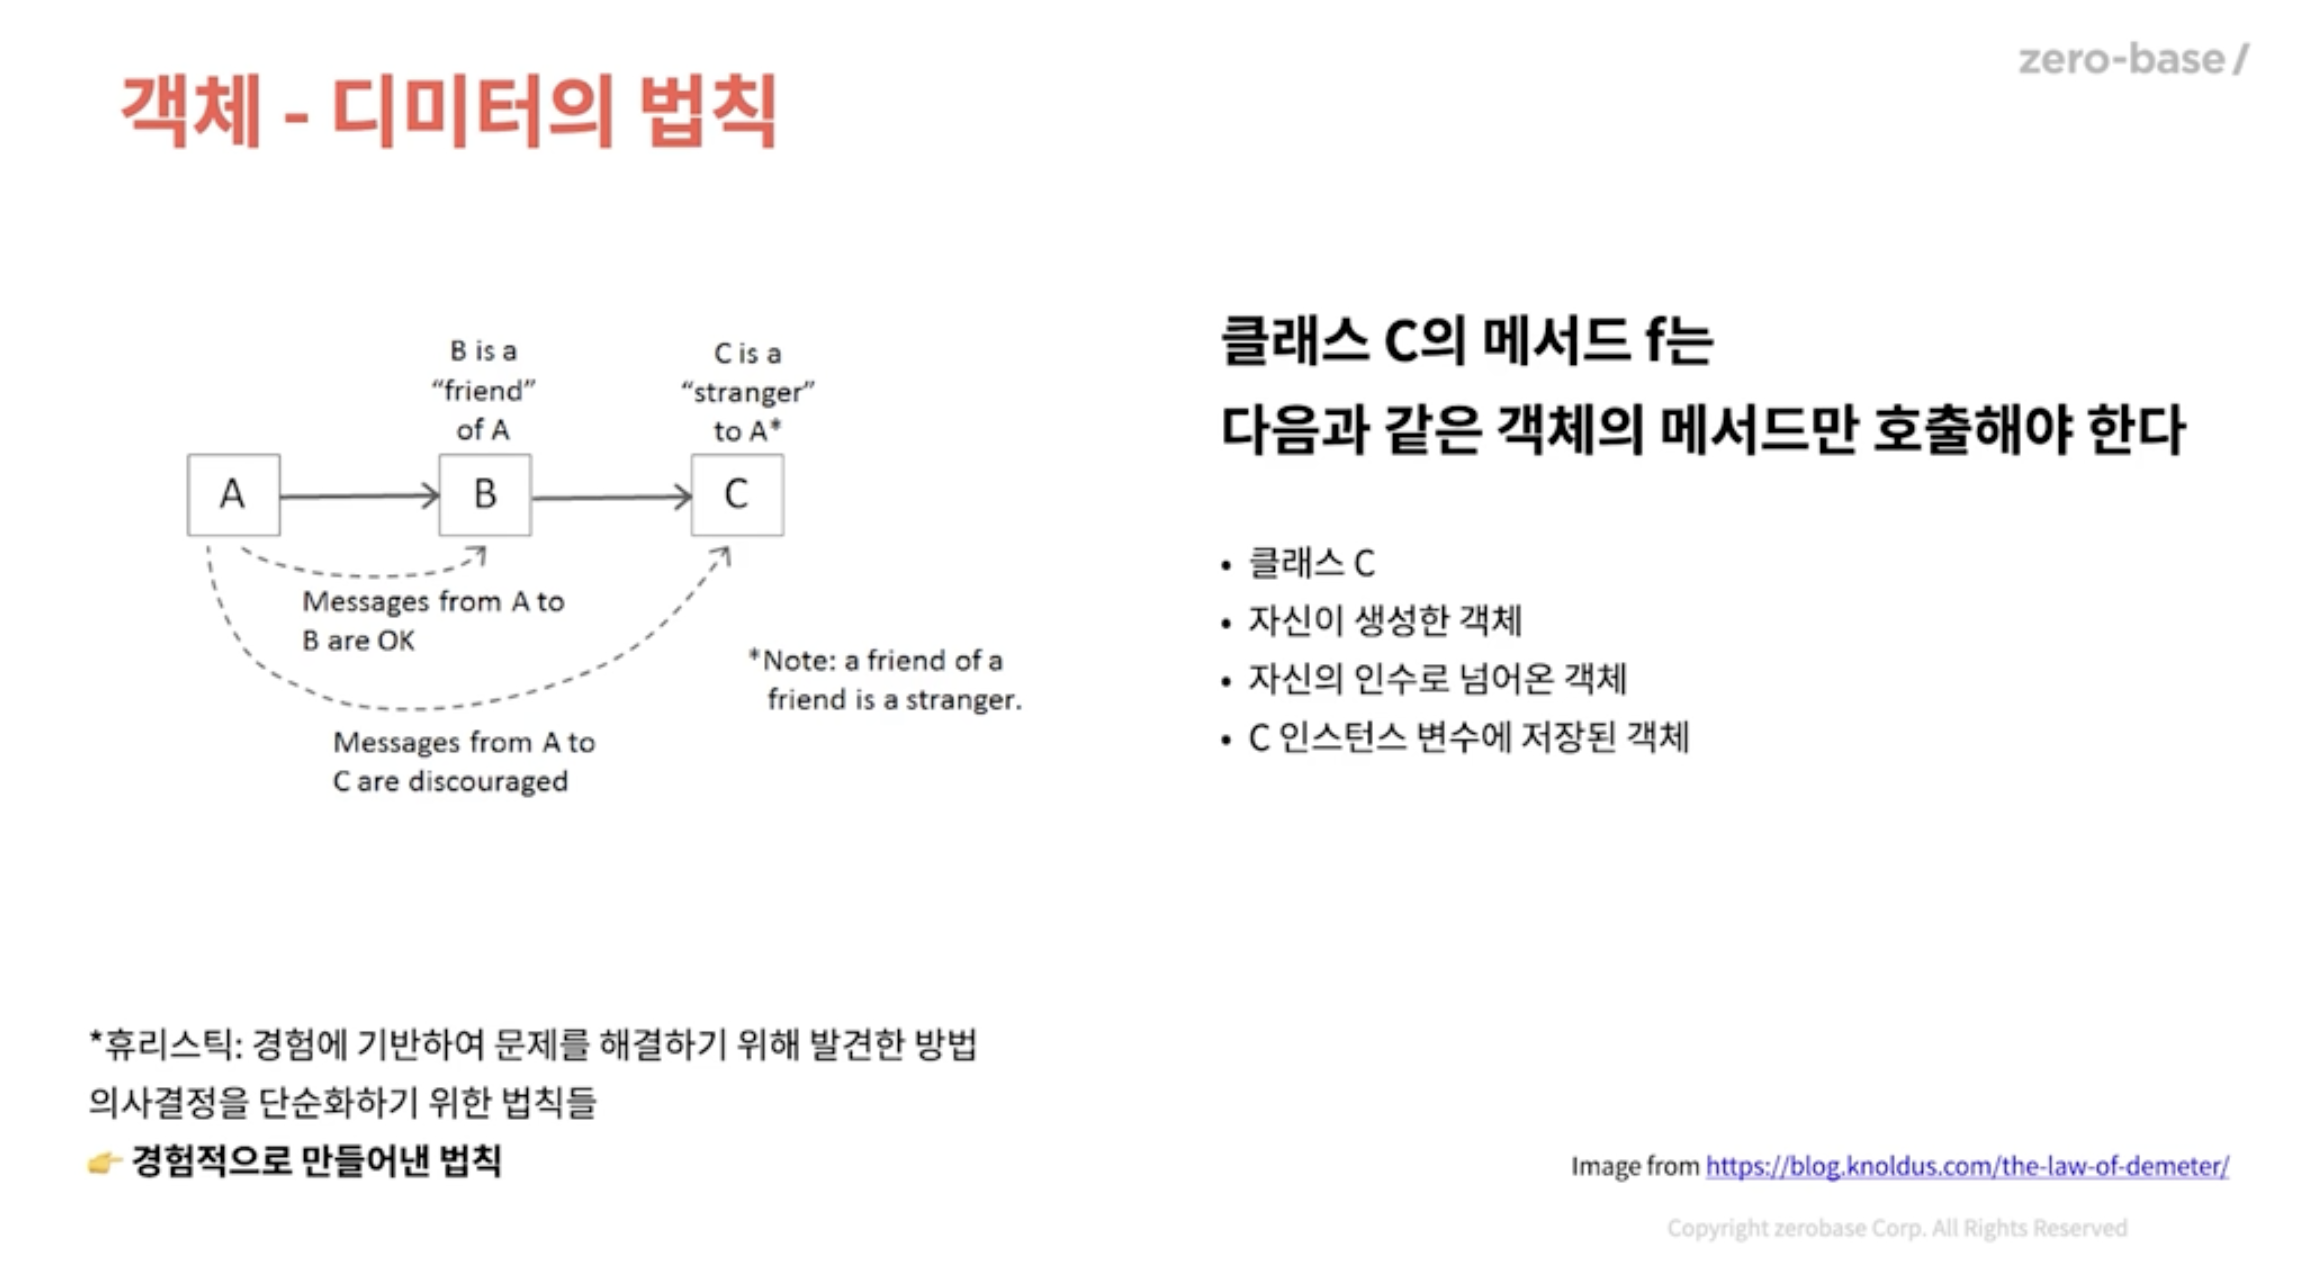 zero-base/
객체 - 디미터의 법칙
B is a
“friend”
of A
C is a
“stranger”
to A*
A
B
C
Messages from A to
B are OK
*Note: a friend of a
friend is a stranger.
Messages from A to
C are discouraged
클래스 C의 메서드 f는
다음과 같은 객체의 메서드만 호출해야 한다
• 클래스 C
• 자신이 생성한 객체
• 자신의 인수로 넘어온 객체
• C 인스턴스 변수에 저장된 객체
*휴리스틱: 경험에 기반하여 문제를 해결하기 위해 발견한 방법
의사결정을 단순화하기 위한 법칙들
👉 경험적으로 만들어낸 법칙
Image from https://blog.knoldus.com/the-law-of-demeter/
Copyright zerobase Corp. All Rights Reserved